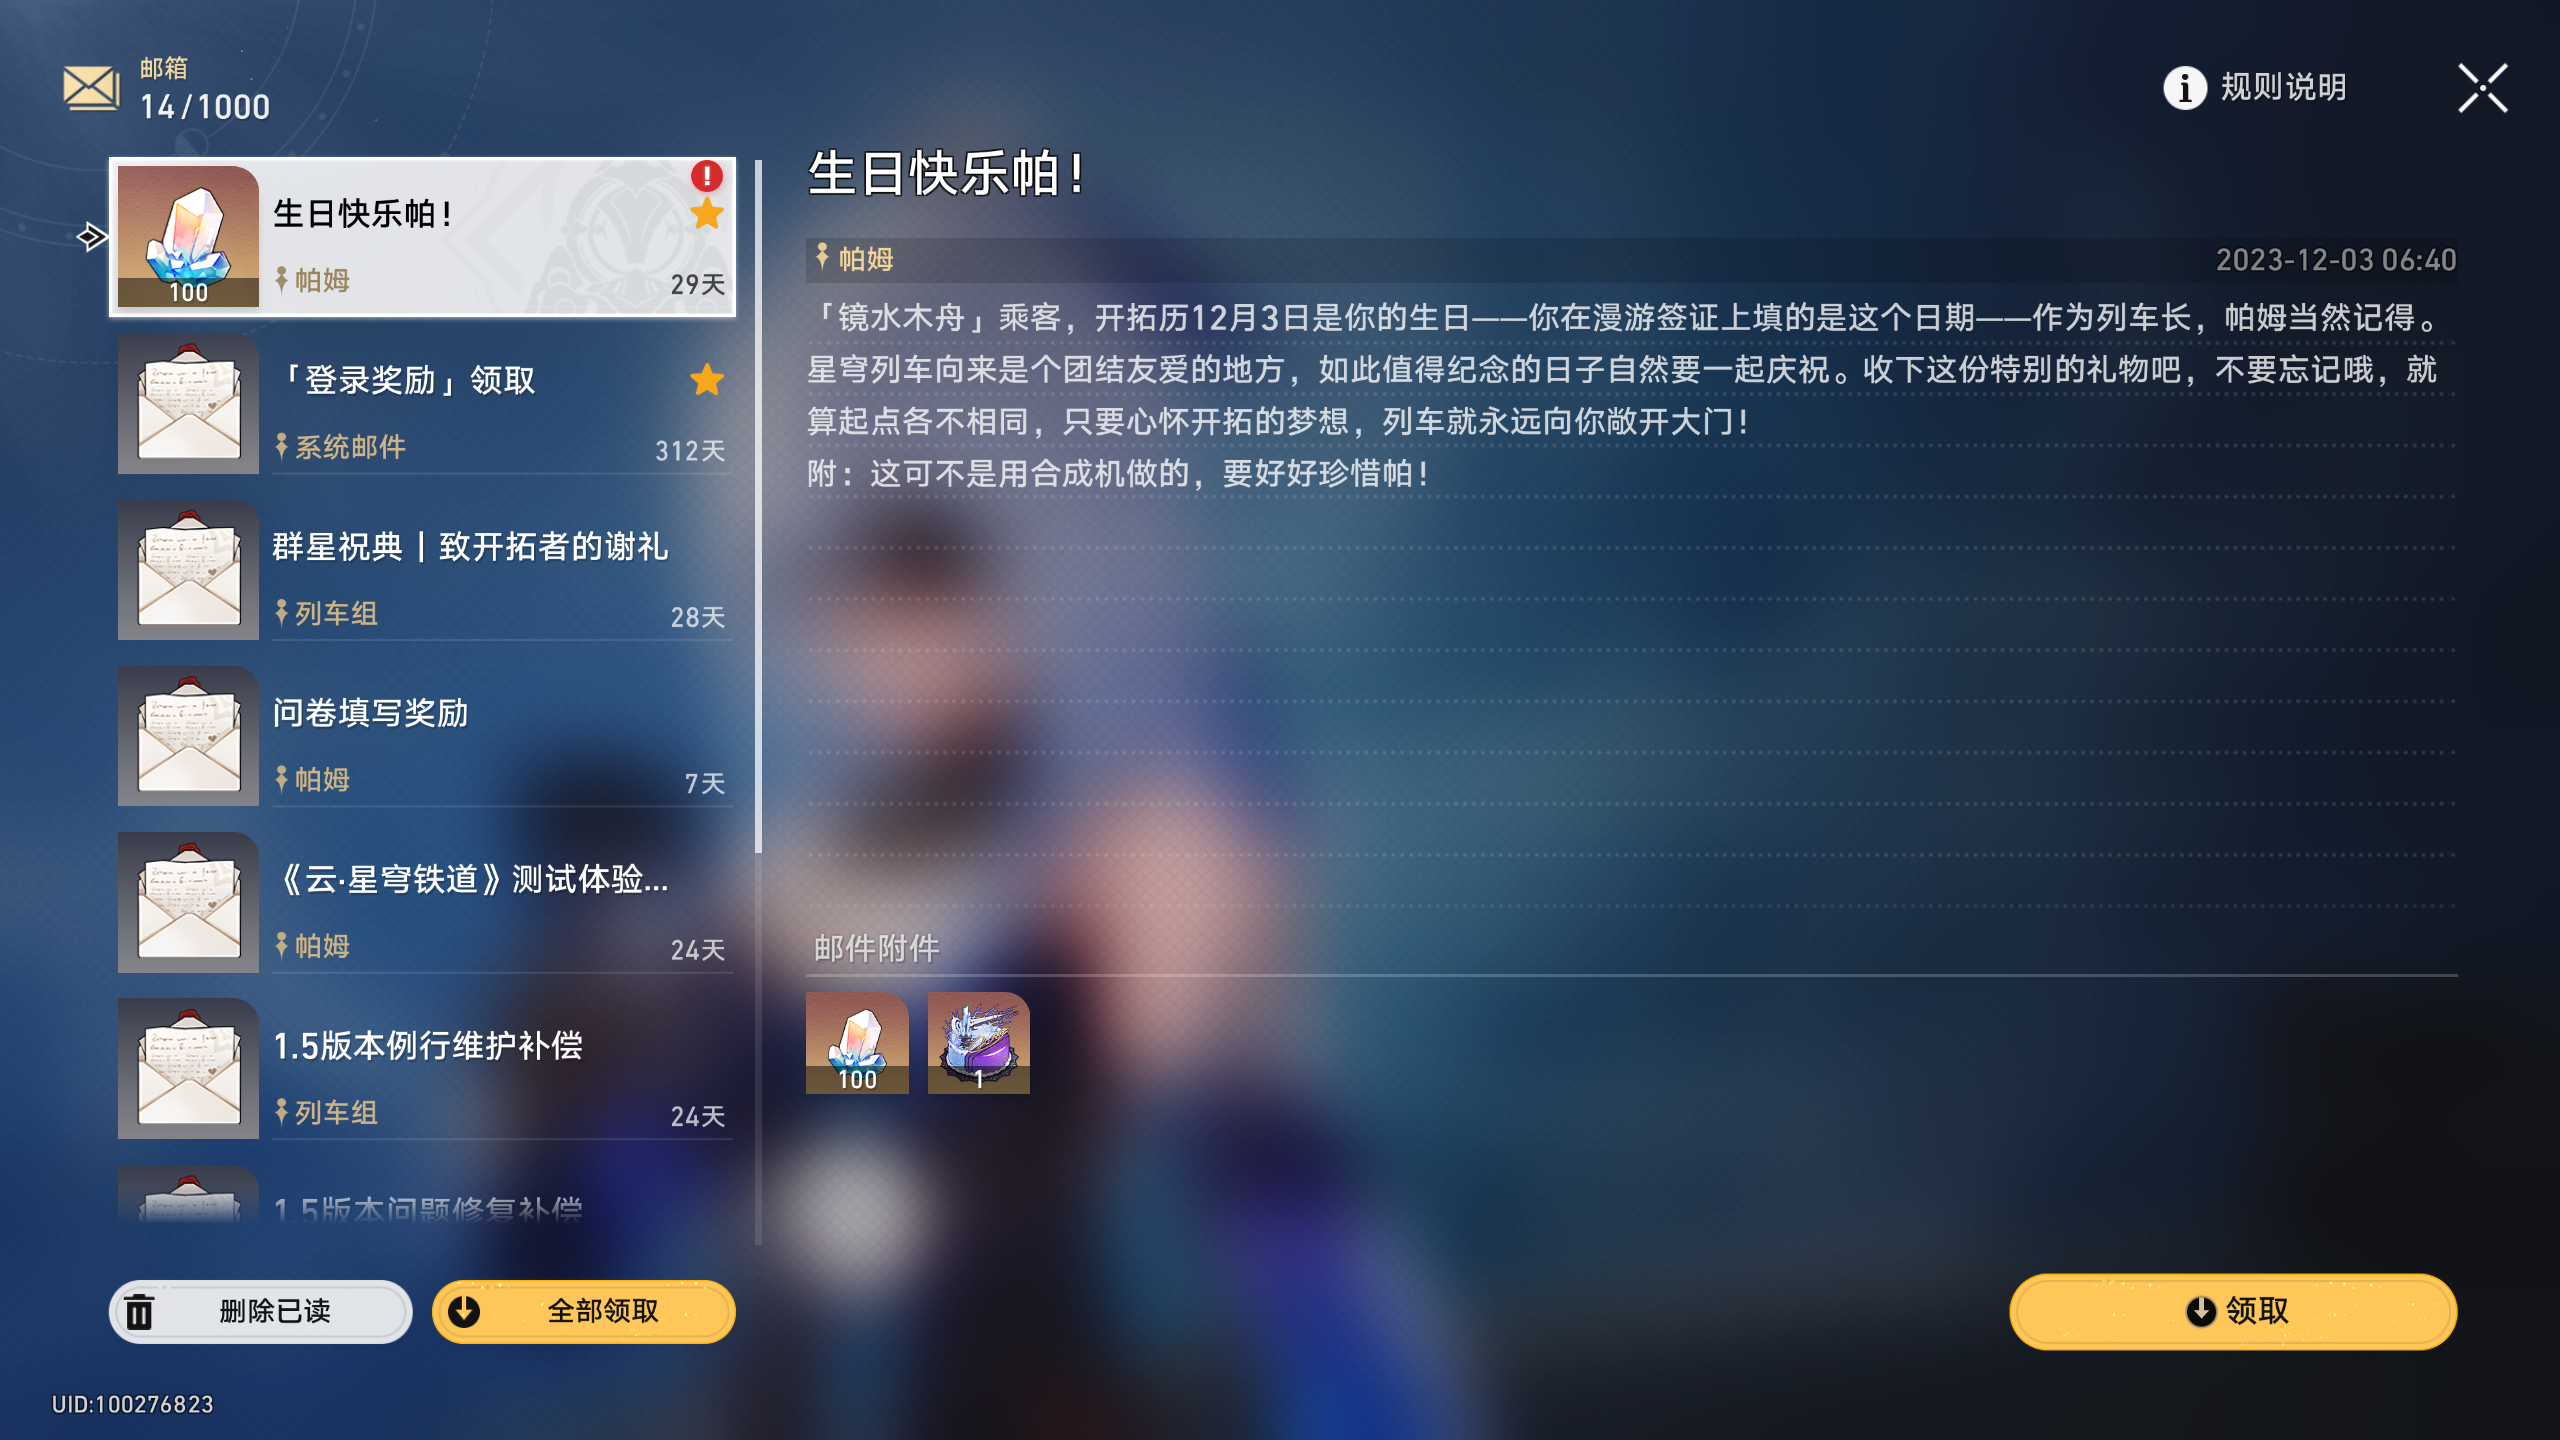 邮箱
14/1000
规则说明
生日快乐帕!
帕姆
29天
100
「登录奖励」领取
系统邮件
312天
群星祝典 | 致开拓者的谢礼
列车组
28天
问卷填写奖励
帕姆
7天
《云·星穹铁道》测试体验...
帕姆
24天
1.5版本例行维护补偿
列车组
24天
1.5版本问题修复补偿
删除已读
全部领取
生日快乐帕!
帕姆
2023-12-03 06:40
「镜水木舟」乘客，开拓历12月3日是你的生日——你在漫游签证上填的是这个日期——作为列车长，帕姆当然记得。
星穹列车向来是个团结友爱的地方，如此值得纪念的日子自然要一起庆祝。收下这份特别的礼物吧，不要忘记哦，就
算起点各不相同，只要心怀开拓的梦想，列车就永远向你敞开大门！
附：这可不是用合成机做的，要好好珍惜帕！
邮件附件
100
1
领取
UID:100276823